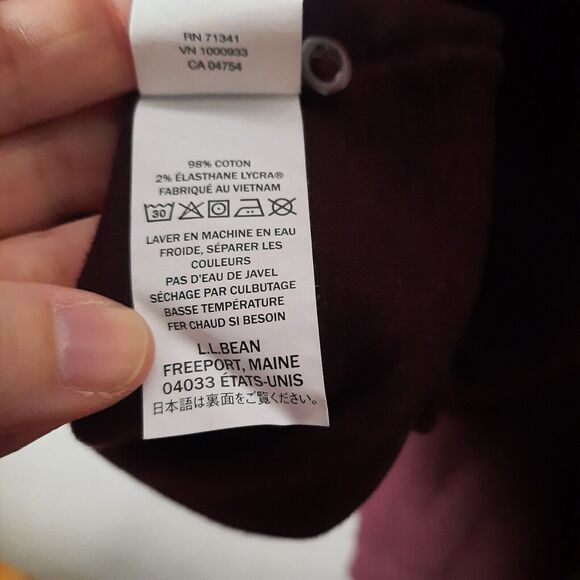 RN 71341
VN 1000933
CA 04754
98% COTON
2% ÉLASTHANE LYCRA®
FABRIQUÉ AU VIETNAM
30
LAVER EN MACHINE EN EAU
FROIDE, SÉPARER LES
COULEURS
PAS D'EAU DE JAVEL
SÉCHAGE PAR CULBUTAGE
BASSE TEMPÉRATURE
FER CHAUD SI BESOIN
L.L.BEAN
FREEPORT, MAINE
04033 ÉTATS-UNIS
日本語は裏面をご覧ください。